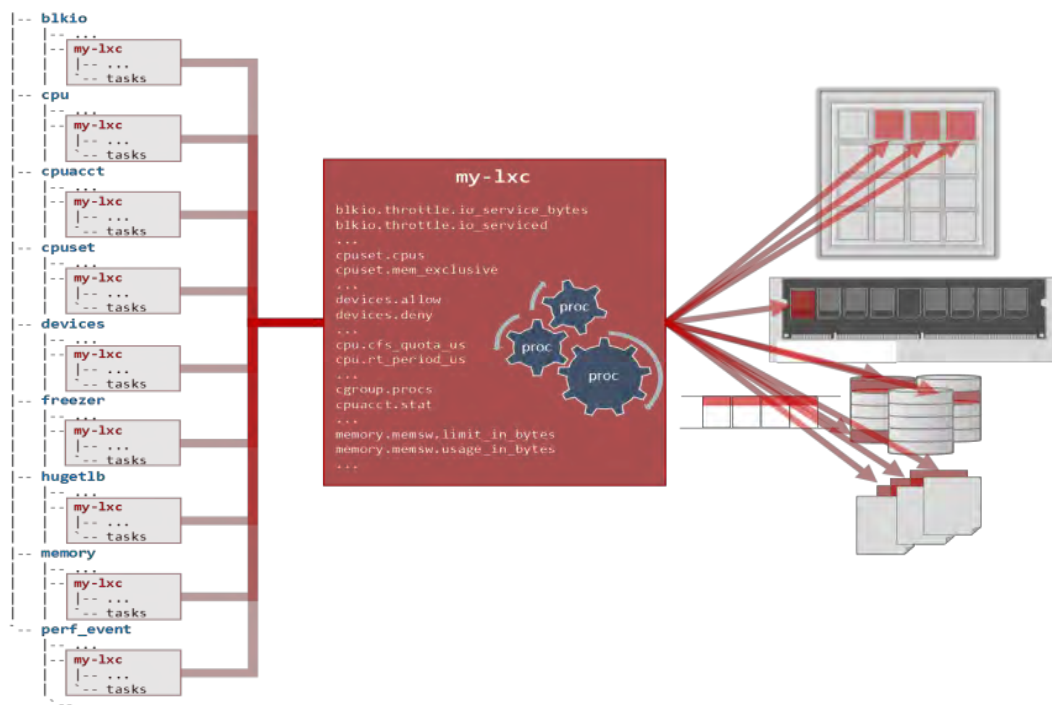 |-- blkio
|-- ...
|-- my-lxc
|-- ...
`-- tasks
|-- cpu
|-- ...
|-- my-lxc
|-- ...
`-- tasks
|-- cpuacct
|-- ...
|-- my-lxc
|-- ...
`-- tasks
|-- cpuset
|-- ...
|-- my-lxc
|-- ...
`-- tasks
|-- devices
|-- ...
|-- my-lxc
|-- ...
`-- tasks
|-- freezer
|-- ...
|-- my-lxc
|-- ...
`-- tasks
|-- hugetlb
|-- ...
|-- my-lxc
|-- ...
`-- tasks
|-- memory
|-- ...
|-- my-lxc
|-- ...
`-- tasks
`-- perf_event
|-- ...
|-- my-lxc
|-- ...
`-- tasks
`--
my-lxc
blkio.throttle.io_service_bytes
blkio.throttle.io_serviced
...
cpuset.cpus
cpuset.mem_exclusive
...
devices.allow
devices.deny
...
cpu.cfs_quota_us
cpu.rt_period_us
...
cgroup.procs
cpuacct.stat
...
memory.memsw.limit_in_bytes
memory.memsw.usage_in_bytes
...
proc
proc
proc